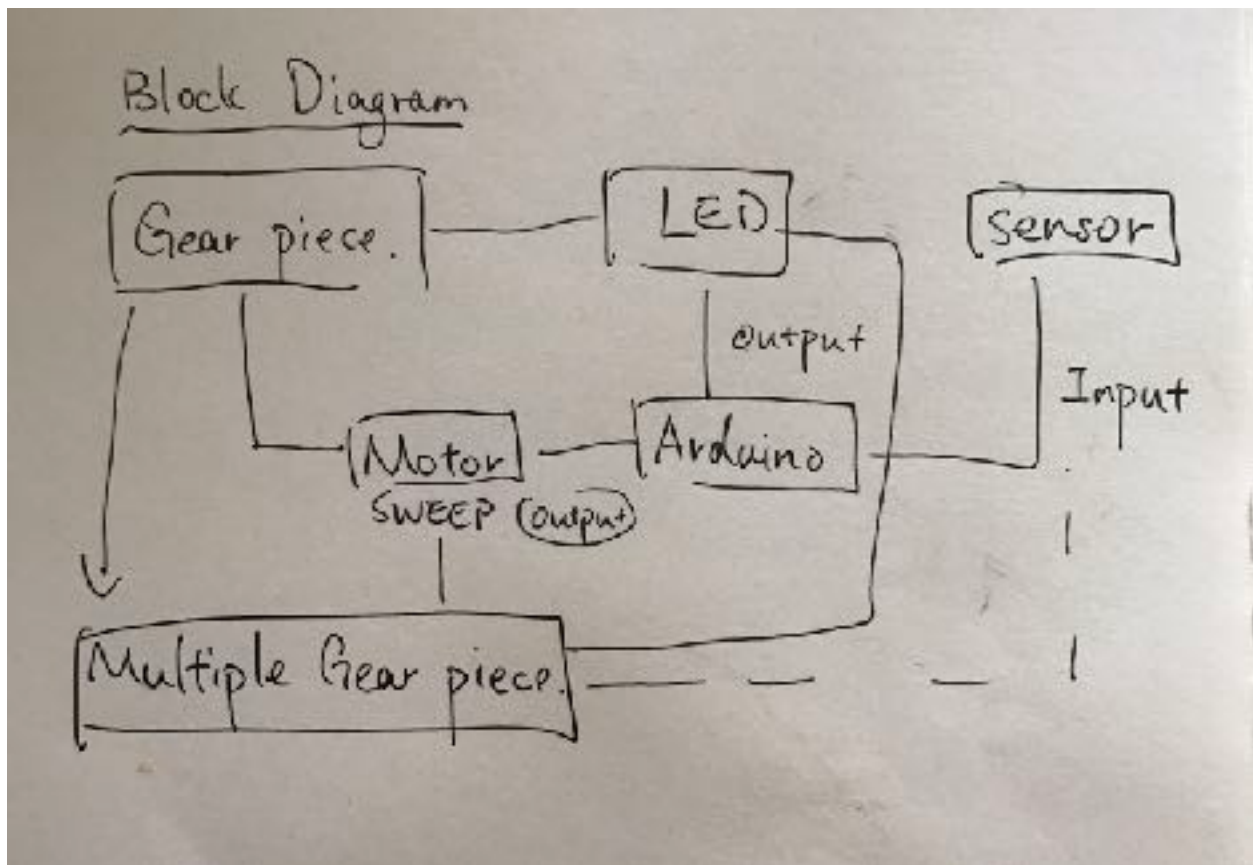 Block Diagram
Gear piece.
LED
sensor
output
Input
Motor
Arduino
SWEEP (output)
Multiple Gear piece.